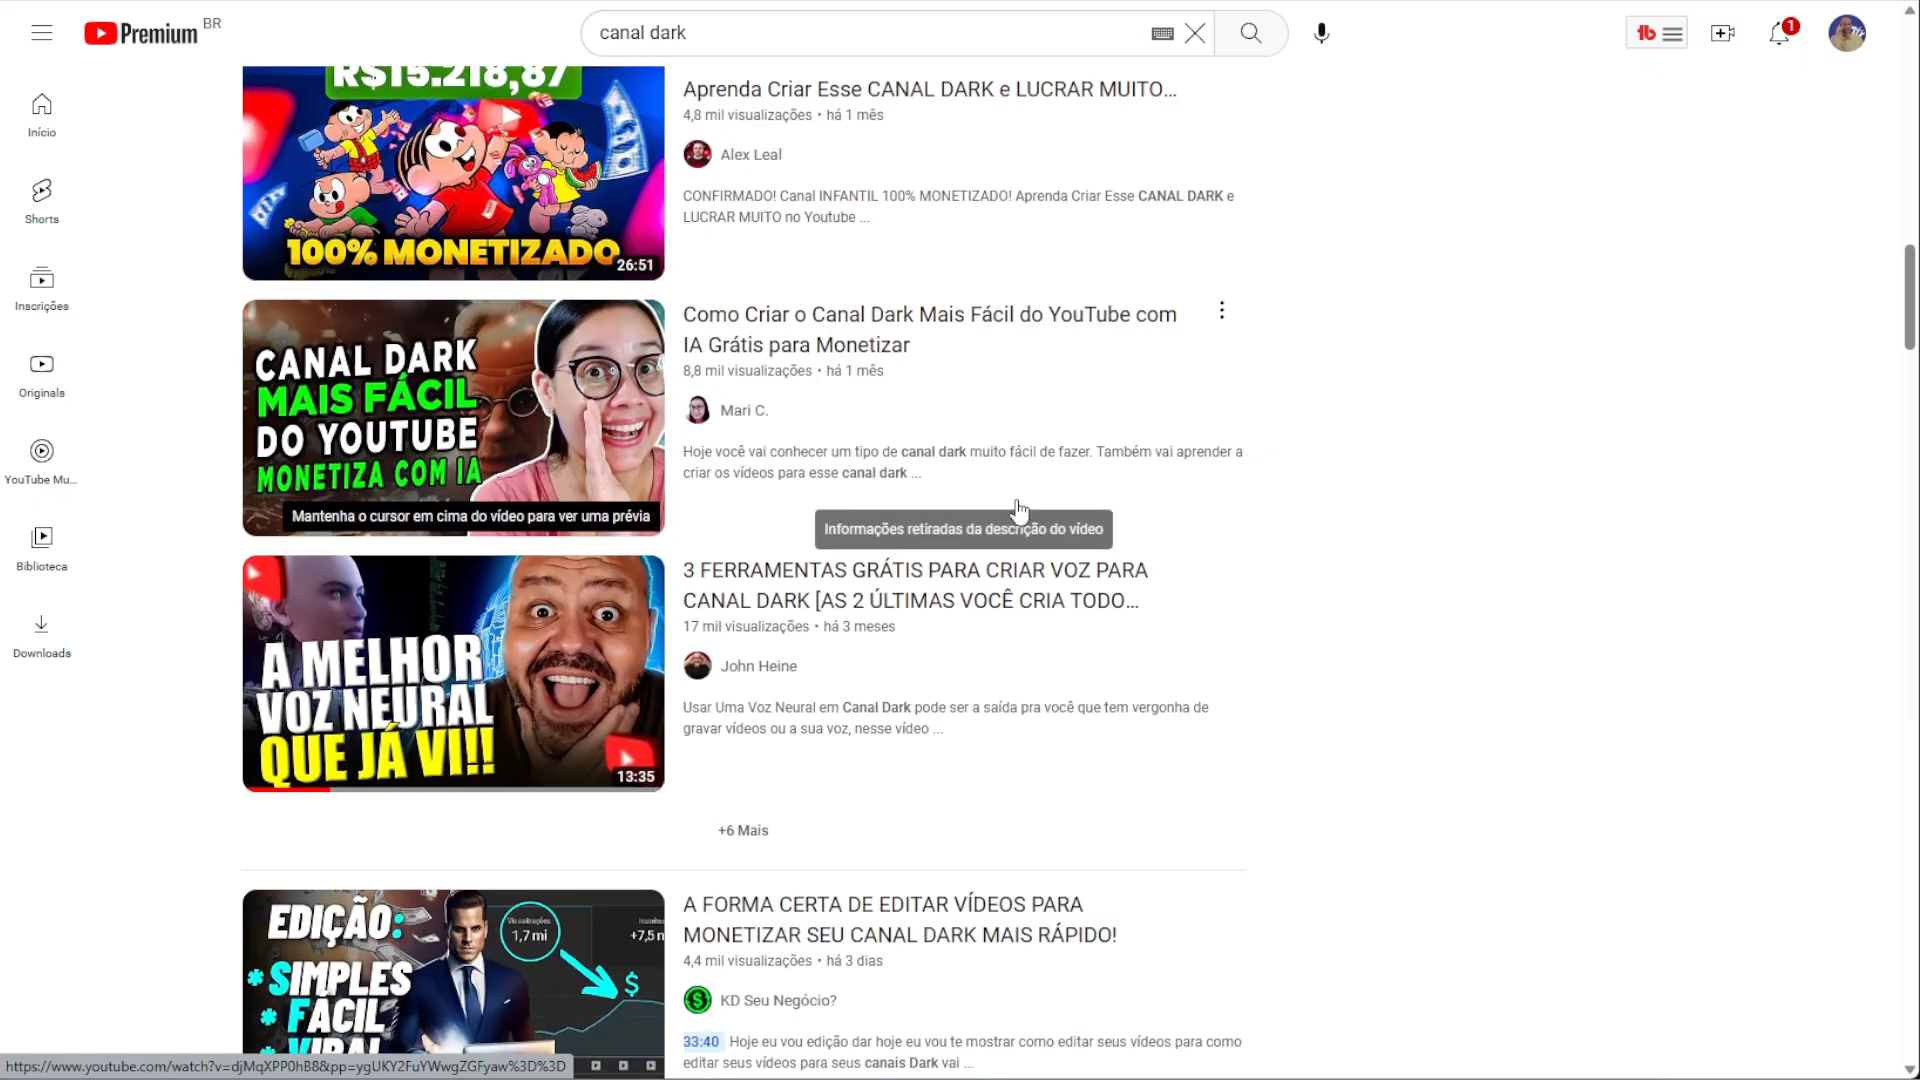 Premium BR
canal dark
1
Início
Shorts
Inscrições
Originals
YouTube Mu...
Biblioteca
Downloads
R$15.218,87
100% MONETIZADO
26:51
Aprenda Criar Esse CANAL DARK e LUCRAR MUITO...
4,8 mil visualizações • há 1 mês
Alex Leal
CONFIRMADO! Canal INFANTIL 100% MONETIZADO! Aprenda Criar Esse CANAL DARK e
LUCRAR MUITO no Youtube ...
CANAL DARK
MAIS FÁCIL
DO YOUTUBE
MONETIZA COM IA
Mantenha o cursor em cima do vídeo para ver uma prévia
Como Criar o Canal Dark Mais Fácil do YouTube com
IA Grátis para Monetizar
8,8 mil visualizações • há 1 mês
Mari C.
Hoje você vai conhecer um tipo de canal dark muito fácil de fazer. Também vai aprender a
criar os vídeos para esse canal dark ...
Informações retiradas da descrição do vídeo
A MELHOR
VOZ NEURAL
QUE JÁ VI!!
13:35
3 FERRAMENTAS GRÁTIS PARA CRIAR VOZ PARA
CANAL DARK [AS 2 ÚLTIMAS VOCÊ CRIA TODO...
17 mil visualizações • há 3 meses
John Heine
Usar Uma Voz Neural em Canal Dark pode ser a saída pra você que tem vergonha de
gravar vídeos ou a sua voz, nesse vídeo ...
+6 Mais
EDIÇÃO:
* SIMPLES
* FÁCIL
* VIRAL
Visualizações
1,7 mi
+7,5 m
$
A FORMA CERTA DE EDITAR VÍDEOS PARA
MONETIZAR SEU CANAL DARK MAIS RÁPIDO!
4,4 mil visualizações • há 3 dias
KD Seu Negócio?
33:40 Hoje eu vou edição dar hoje eu vou te mostrar como editar seus vídeos para como
editar seus vídeos para seus canais Dark vai ...
https://www.youtube.com/watch?v=djMqXPP0hB8&pp=ygUKY2FuYWwgZGFyaw%3D%3D